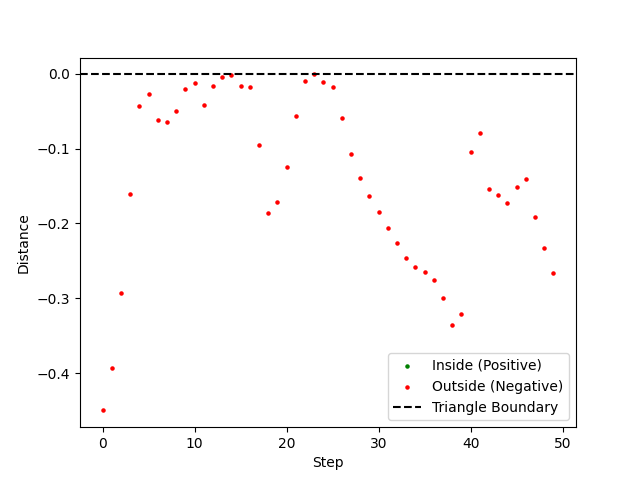 0.0
−0.1
−0.2
−0.3
−0.4
Distance
0 10 20 30 40 50
Step
Inside (Positive)
Outside (Negative)
Triangle Boundary